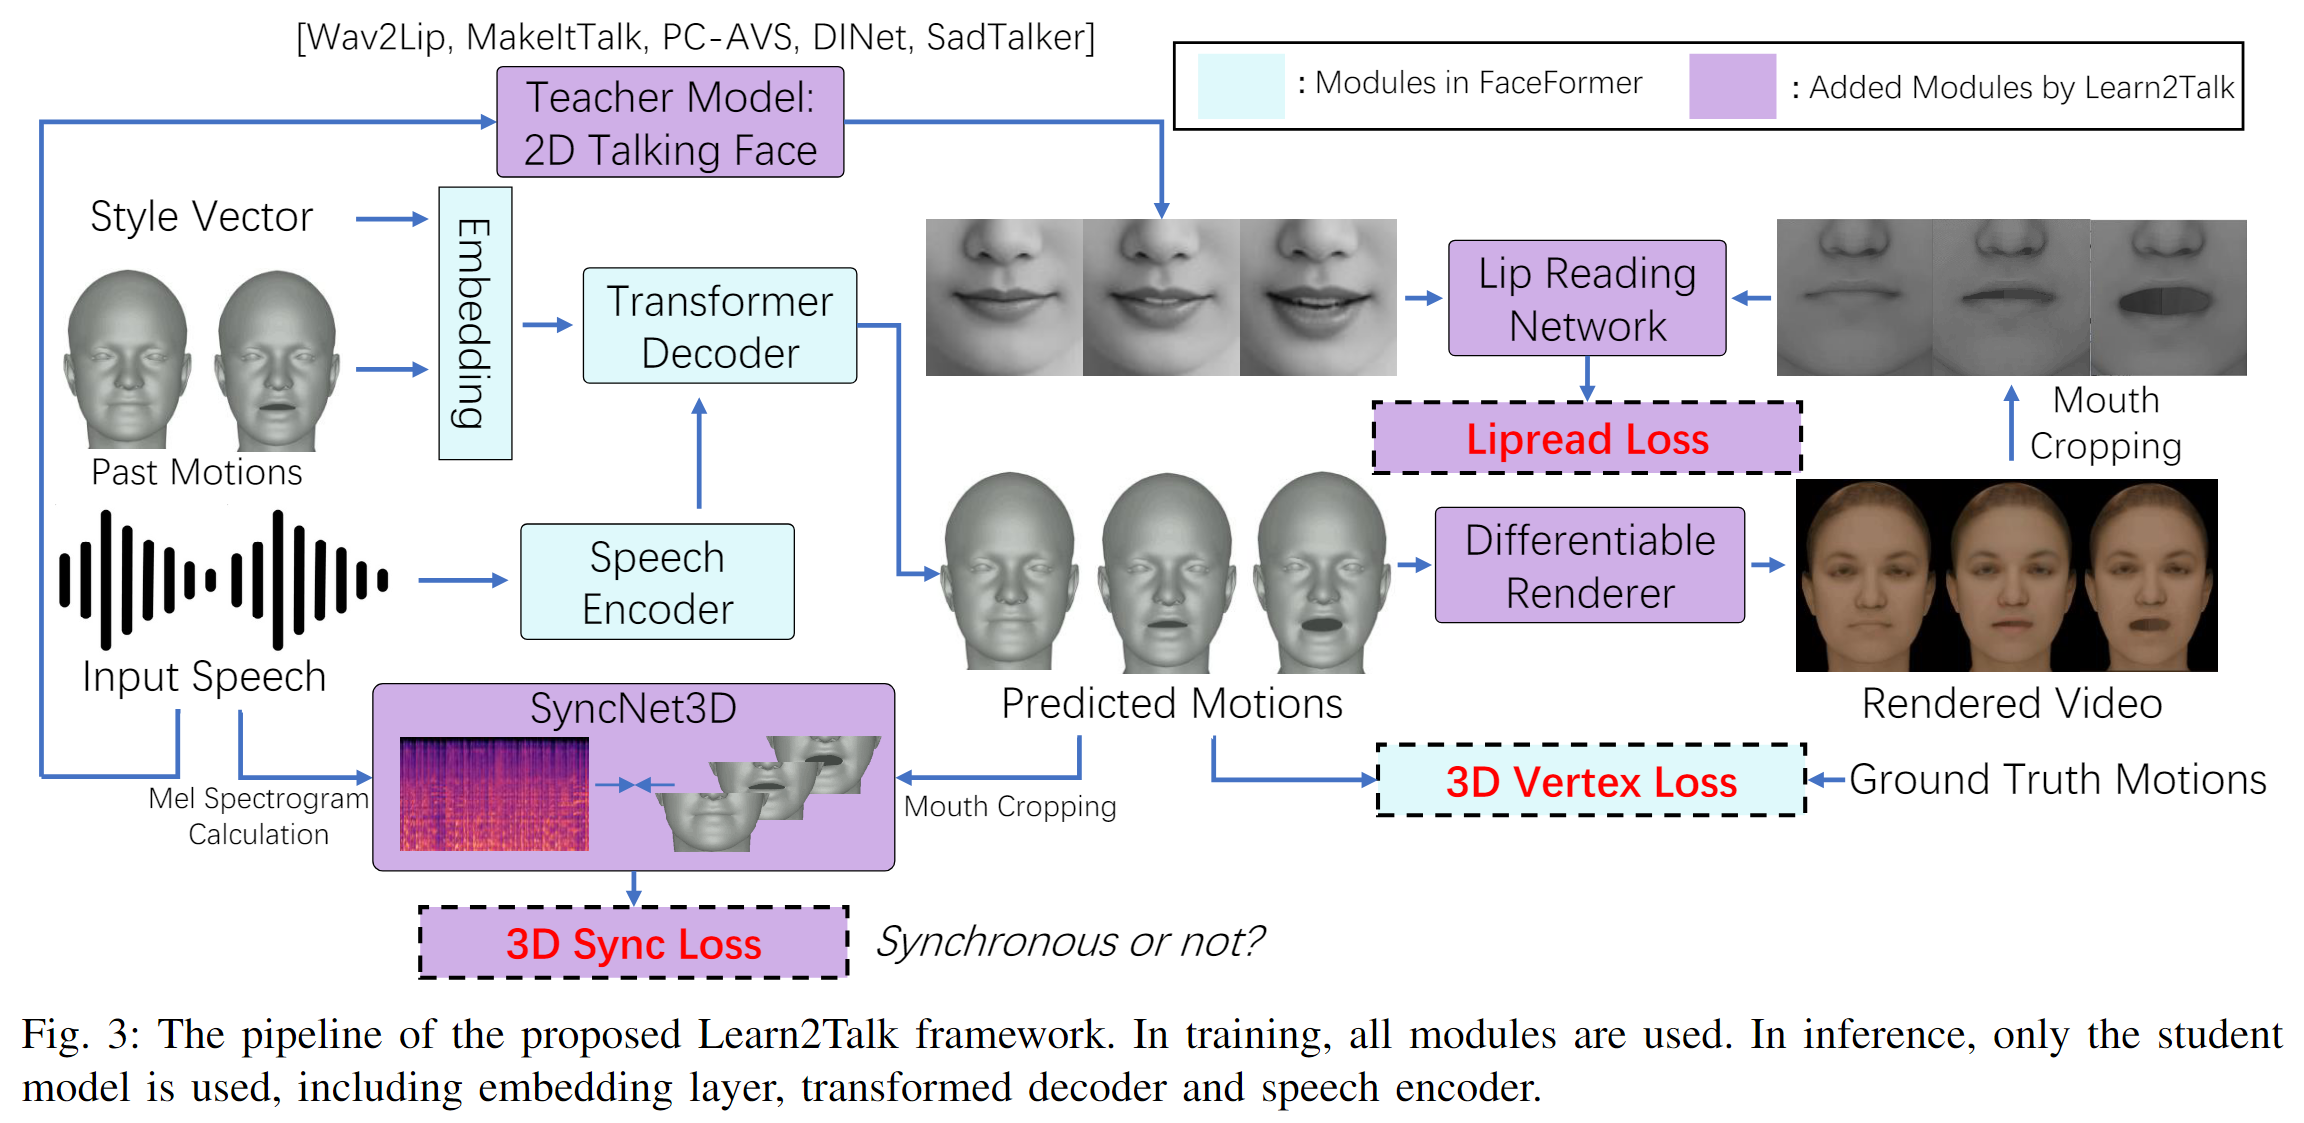 [Wav2Lip, MakeItTalk, PC-AVS, DINet, SadTalker]
Teacher Model:
2D Talking Face
: Modules in FaceFormer
: Added Modules by Learn2Talk
Style Vector
Embedding
Transformer
Decoder
Lip Reading
Network
Lipread Loss
Mouth
Cropping
Past Motions
Speech
Encoder
Differentiable
Renderer
Input Speech
SyncNet3D
Predicted Motions
Rendered Video
Mel Spectrogram
Calculation
Mouth Cropping
3D Vertex Loss
Ground Truth Motions
3D Sync Loss
Synchronous or not?
Fig. 3: The pipeline of the proposed Learn2Talk framework. In training, all modules are used. In inference, only the student
model is used, including embedding layer, transformed decoder and speech encoder.